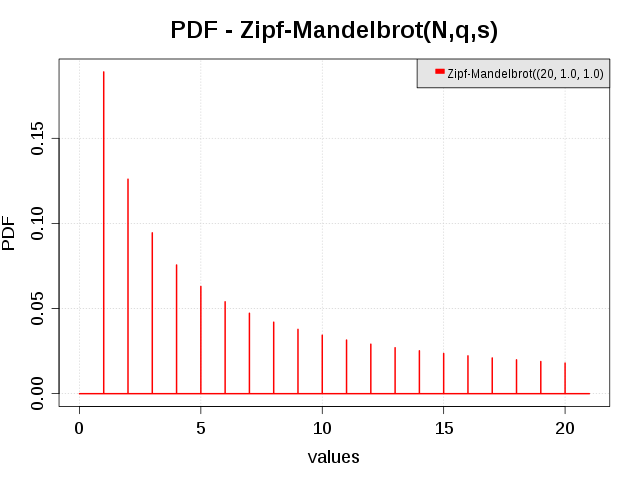 PDF - Zipf-Mandelbrot(N,q,s)
Zipf-Mandelbrot((20, 1.0, 1.0)
0.15
0.10
0.05
0.00
PDF
0 5 10 15 20
values